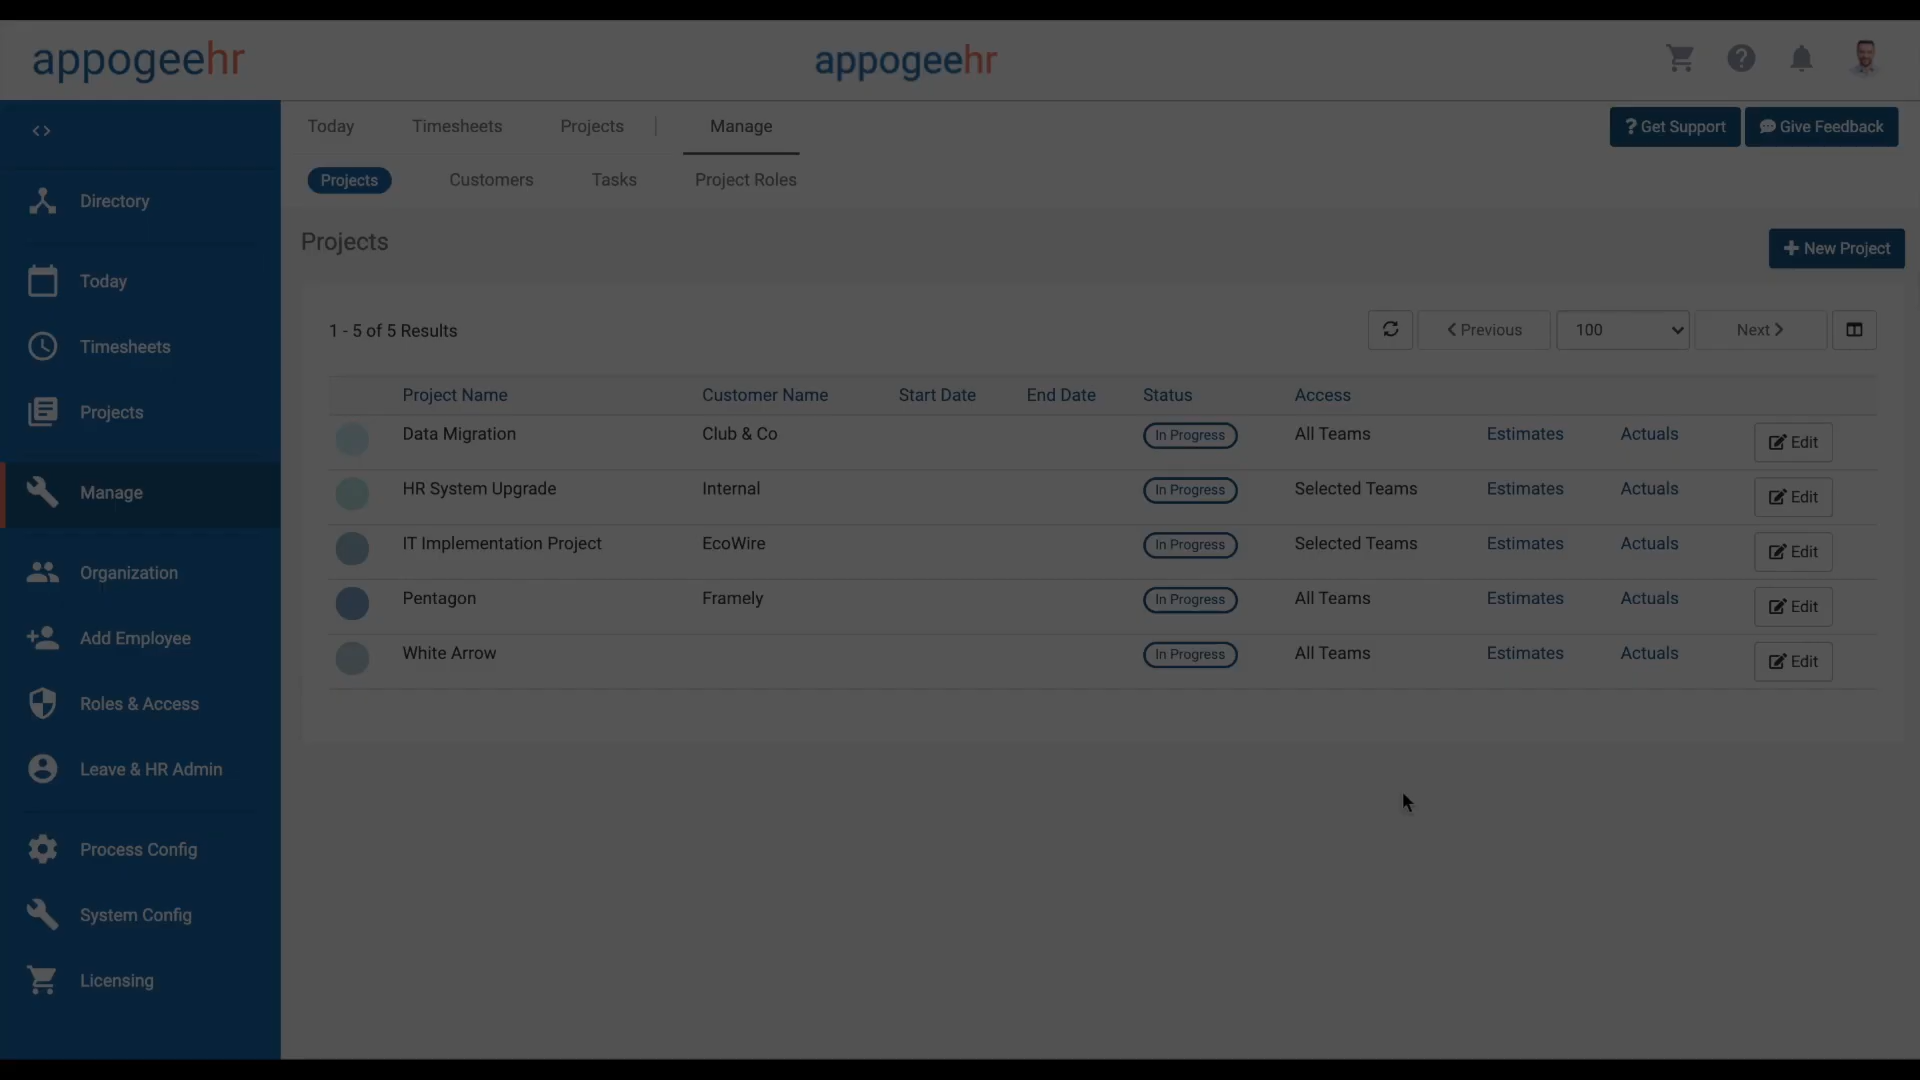 appogeehr
appogeehr
Today Timesheets Projects | Manage
? Get Support
Give Feedback
Projects Customers Tasks Project Roles
Directory
Today
Timesheets
Projects
Manage
Organization
Add Employee
Roles & Access
Leave & HR Admin
Process Config
System Config
Licensing
Projects
+ New Project
1 - 5 of 5 Results
Previous 100 Next
Project Name Customer Name Start Date End Date Status Access
Data Migration Club & Co In Progress All Teams Estimates Actuals Edit
HR System Upgrade Internal In Progress Selected Teams Estimates Actuals Edit
IT Implementation Project EcoWire In Progress Selected Teams Estimates Actuals Edit
Pentagon Framely In Progress All Teams Estimates Actuals Edit
White Arrow In Progress All Teams Estimates Actuals Edit